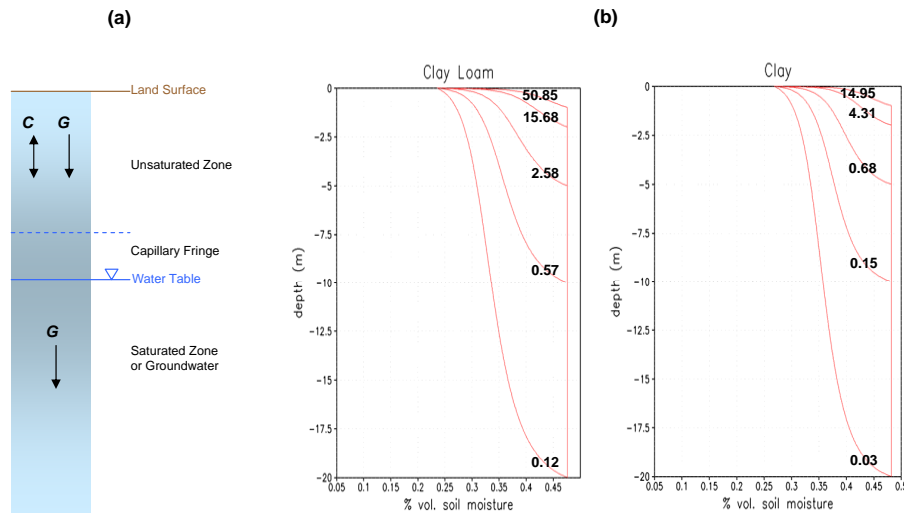 (a)
Land Surface
C G
Unsaturated Zone
Capillary Fringe
Water Table
G
Saturated Zone
or Groundwater
(b)
Clay Loam
0
-2.5
-5
-7.5
-10
-12.5
-15
-17.5
-20
depth (m)
50.85
15.68
2.58
0.57
0.12
0.05 0.1 0.15 0.2 0.25 0.3 0.35 0.4 0.45
% vol. soil moisture
Clay
0
-2.5
-5
-7.5
-10
-12.5
-15
-17.5
-20
depth (m)
14.95
4.31
0.68
0.15
0.03
0.05 0.1 0.15 0.2 0.25 0.3 0.35 0.4 0.45 0.5
% vol. soil moisture